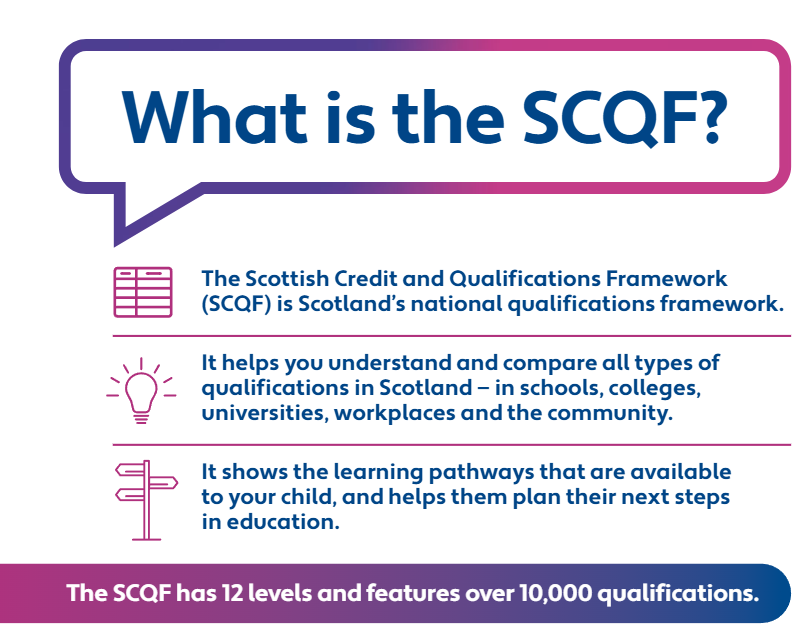 What is the SCQF?
The Scottish Credit and Qualifications Framework
(SCQF) is Scotland’s national qualifications framework.
It helps you understand and compare all types of
qualifications in Scotland – in schools, colleges,
universities, workplaces and the community.
It shows the learning pathways that are available
to your child, and helps them plan their next steps
in education.
The SCQF has 12 levels and features over 10,000 qualifications.